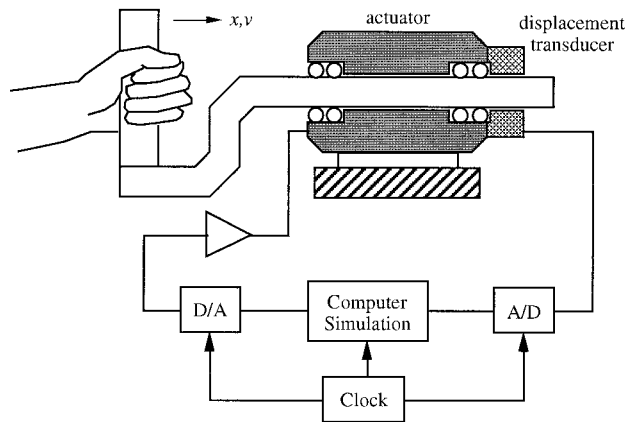 x,v
actuator
displacement
transducer
D/A
Computer
Simulation
A/D
Clock